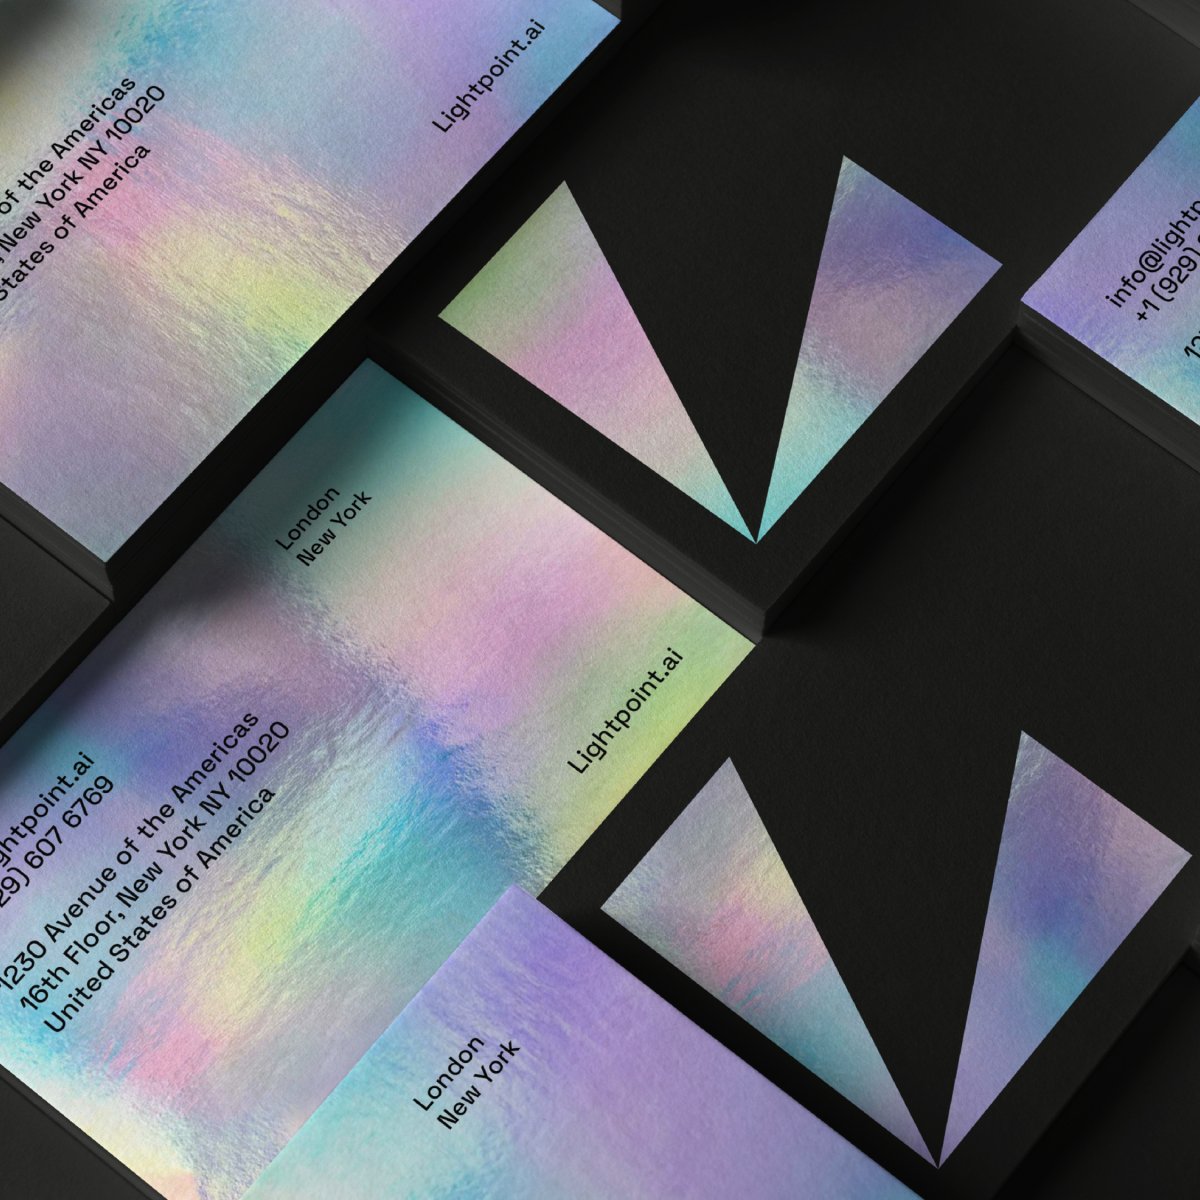 of the Americas
New York NY 10020
States of America
Lightpoint.ai
info@lightp
+1 (929)
London
New York
Lightpoint.ai
ghtpoint.ai
29) 607 6769
1230 Avenue of the Americas
16th Floor, New York NY 10020
United States of America
London
New York